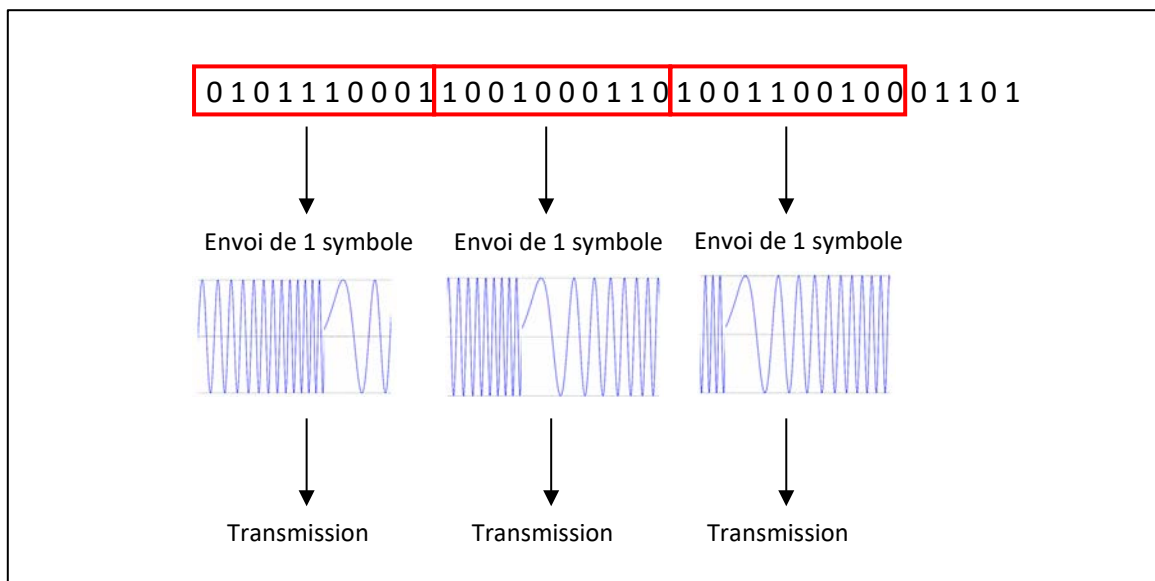 0 1 0 1 1 1 0 0 0 1 1 0 0 1 0 0 0 1 1 0 1 0 0 1 1 0 0 1 0 0 0 1 1 0 1
Envoi de 1 symbole Envoi de 1 symbole Envoi de 1 symbole
Transmission Transmission Transmission